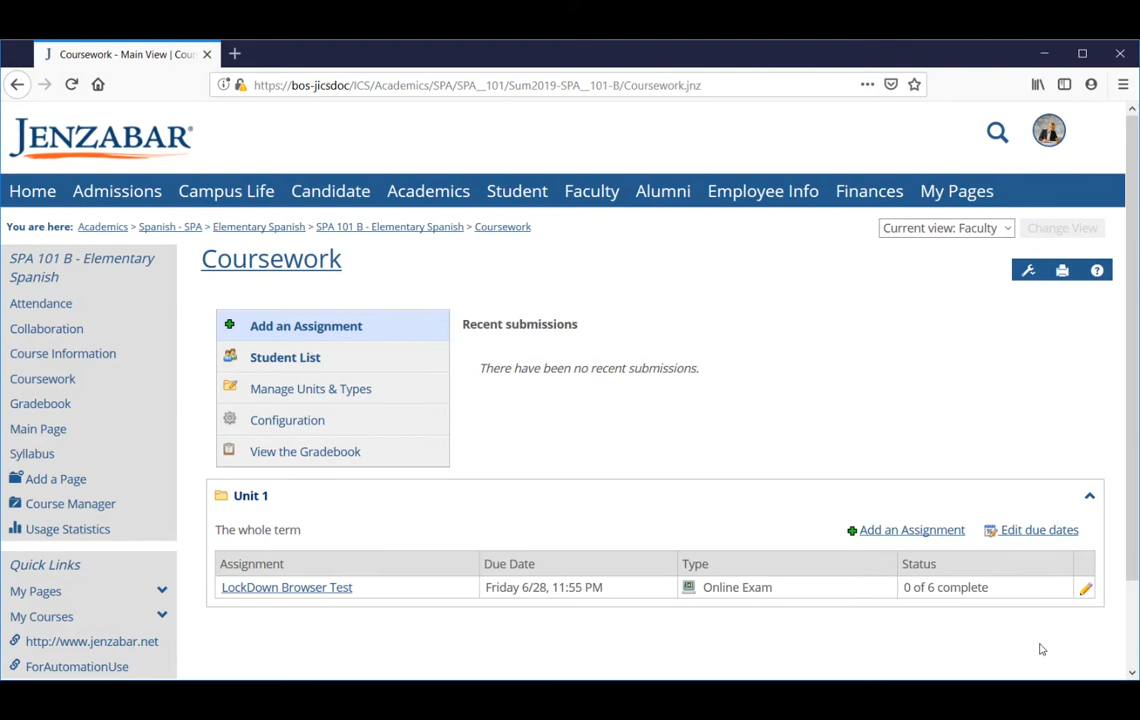 Coursework - Main View | Cour
https://bos-jicsdoc/ICS/Academics/SPA/SPA__101/Sum2019-SPA__101-B/Coursework.jnz
JENZABAR
Home Admissions Campus Life Candidate Academics Student Faculty Alumni Employee Info Finances My Pages
You are here: Academics > Spanish - SPA > Elementary Spanish > SPA 101 B - Elementary Spanish > Coursework
Current view: Faculty Change View
SPA 101 B - Elementary
Spanish
Attendance
Collaboration
Course Information
Coursework
Gradebook
Main Page
Syllabus
Add a Page
Course Manager
Usage Statistics
Quick Links
My Pages
My Courses
http://www.jenzabar.net
ForAutomationUse
Coursework
Add an Assignment
Student List
Manage Units & Types
Configuration
View the Gradebook
Recent submissions
There have been no recent submissions.
Unit 1
The whole term
Add an Assignment Edit due dates
Assignment Due Date Type Status
LockDown Browser Test Friday 6/28, 11:55 PM Online Exam 0 of 6 complete